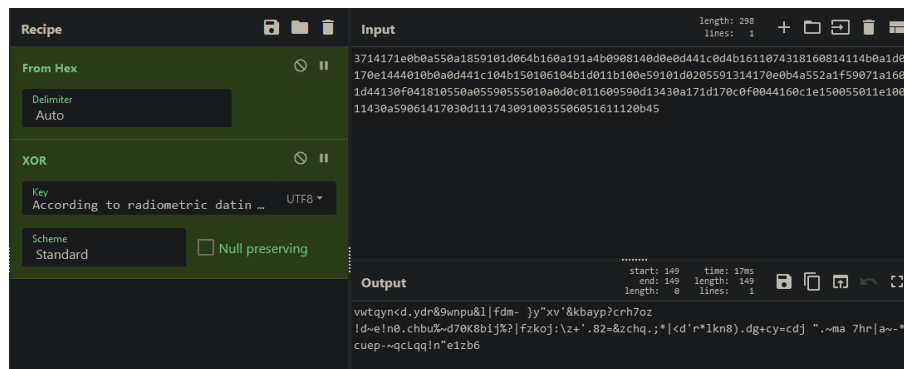 Recipe
From Hex
Delimiter
Auto
XOR
Key
According to radiometric datin …
UTF8
Scheme
Standard
Null preserving
Input
length: 298
lines: 1
3714171e0b0a550a1859101d064b160a191a4b0908140d0e0d441c0d4b1611074318160814114b0a1d0
170e1444010b0a0d441c104b150106104b1d011b100e59101d0205591314170e0b4a552a1f59071a160
1d44130f041810550a05590555010a0d0c011609590d13430a171d170c0f0044160c1e150055011e100
11430a59061417030d1117430910035506051611120b45
Output
start: 149
end: 149
length: 0
time: 17ms
length: 149
lines: 1
vwtqyn<d.ydr&9wnpu&l|fdm- }y"xv'&kbayp?crh7oz
!d~e!n0.chbu%~d70K8bij%?|fzkoj:\z+'.82=&zchq.;*|<d'r*lkn8).dg+cy=cdj ".~ma 7hr|a~-*
cuep-~qcLqq!n"e1zb6